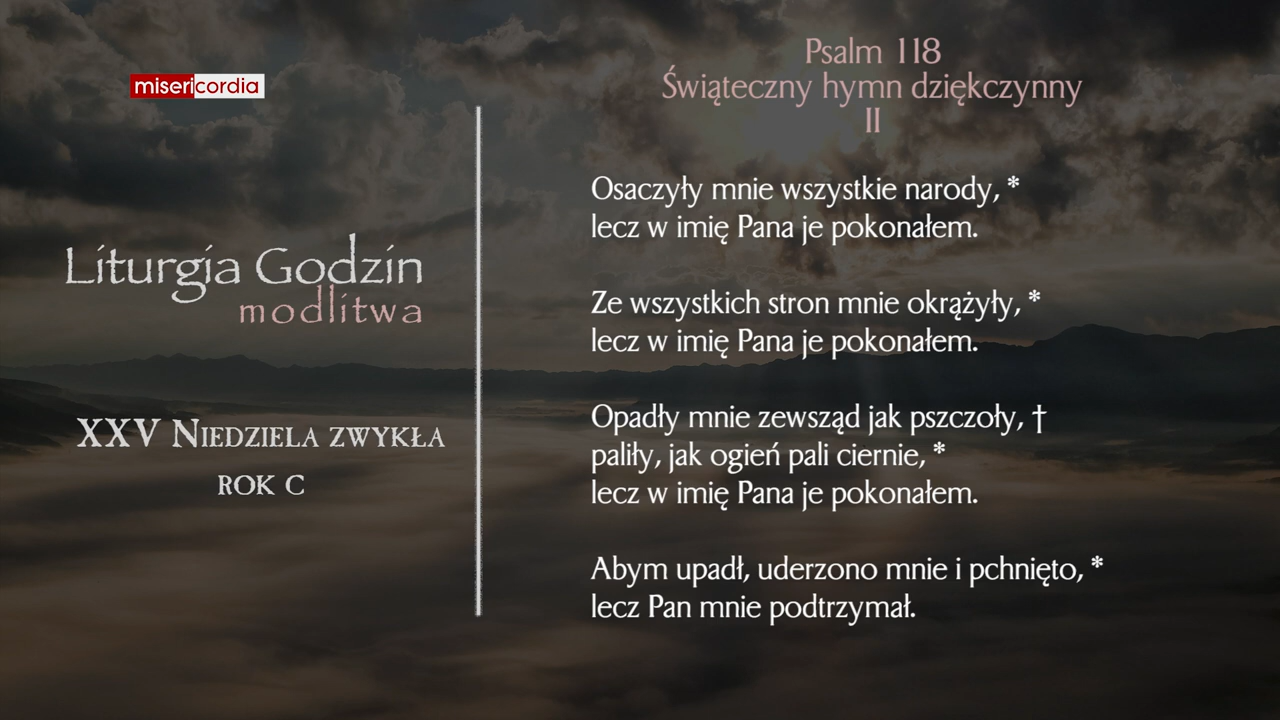 misericordia
Liturgia Godzin
modlitwa
XXV Niedziela zwykła
rok C
Psalm 118
Świąteczny hymn dziękczynny
II
Osaczyły mnie wszystkie narody, *
lecz w imię Pana je pokonałem.
Ze wszystkich stron mnie okrążyły, *
lecz w imię Pana je pokonałem.
Opadły mnie zewsząd jak pszczoły, †
paliły, jak ogień pali ciernie, *
lecz w imię Pana je pokonałem.
Abym upadł, uderzono mnie i pchnięto, *
lecz Pan mnie podtrzymał.